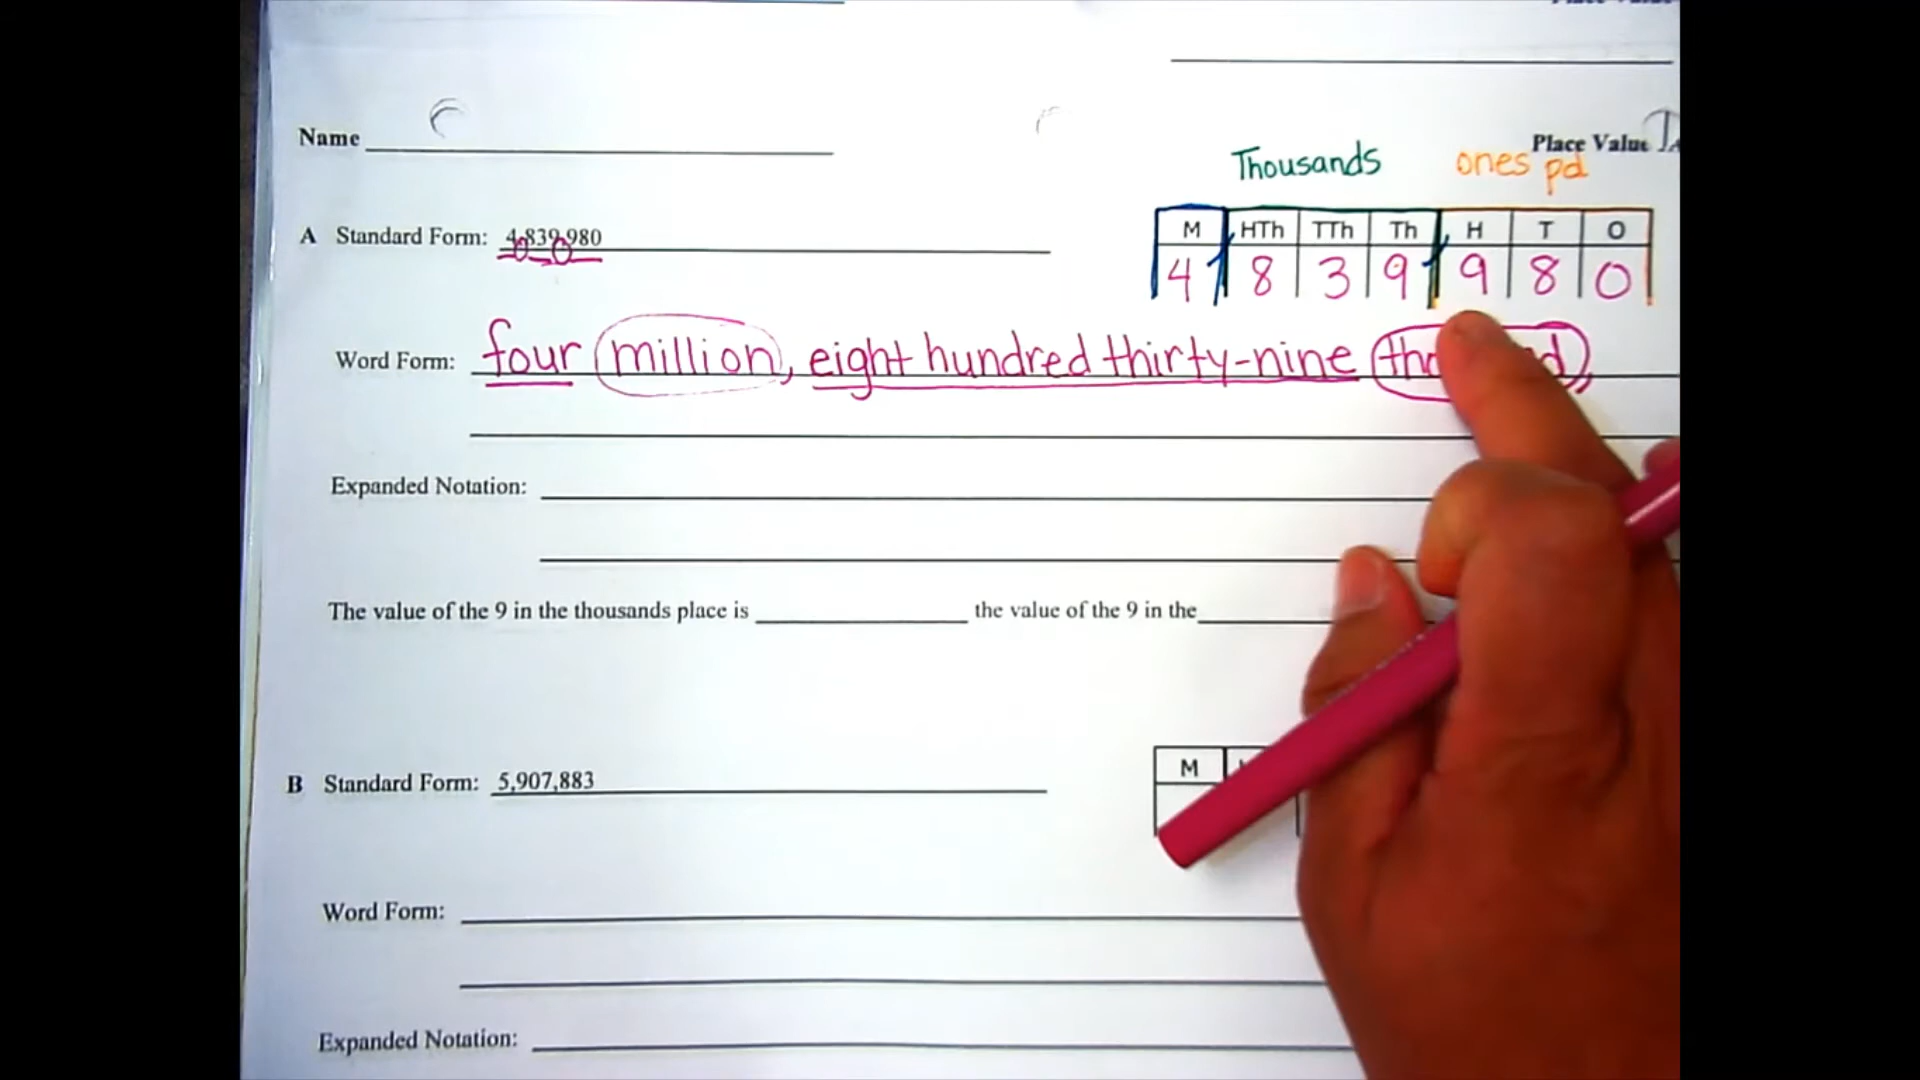 Name
Place Value
Thousands ones pd
A Standard Form: 4,839,980
M HTh TTh Th H T O
4 , 8 3 9 , 9 8 0
Word Form: four million, eight hundred thirty-nine
Expanded Notation:
The value of the 9 in the thousands place is the value of the 9 in the
B Standard Form: 5,907,883
M
Word Form:
Expanded Notation: